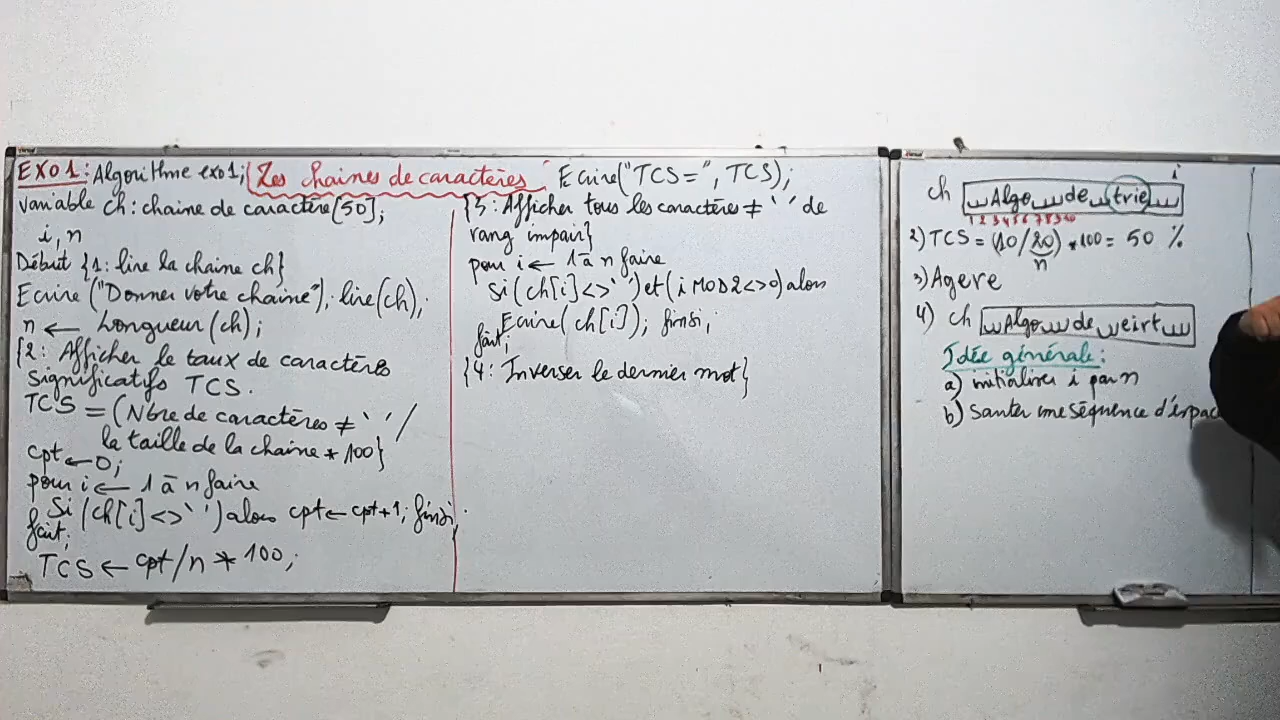 EXO1: Algorithme exo1; Les chaines de caractères
variable ch: chaine de caractère[50];
i, n
Début {1: lire la chaine ch}
Ecrire ("Donner votre chaine"); lire(ch);
n ← Longueur(ch);
{2: Afficher le taux de caractères
significatifs TCS.
TCS = (Nbre de caractères ≠ ' ' /
la taille de la chaine * 100}
cpt ← 0;
pour i ← 1 à n faire
Si (ch[i] <> ' ') alors cpt ← cpt+1; finsi;
fait;
TCS ← cpt/n * 100;
Ecrire("TCS=", TCS);
{3: Afficher tous les caractères ≠ ' ' de
rang impair}
pour i ← 1 à n faire
Si (ch[i] <> ' ') et (i MOD 2 <> 0) alors
Ecrire(ch[i]); finsi;
fait;
{4: Inverser le dernier mot}
i
ch ␣␣Algo␣␣␣de␣␣trie␣␣␣
1 2 3 4 5 6 7 8 9 10
2) TCS = (10/20) * 100 = 50 %
n
3) Agere
4) ch ␣␣Algo␣␣␣de␣␣eirt␣␣␣
Idée générale:
a) initialiser i par n
b) Sauter une séquence d'espac